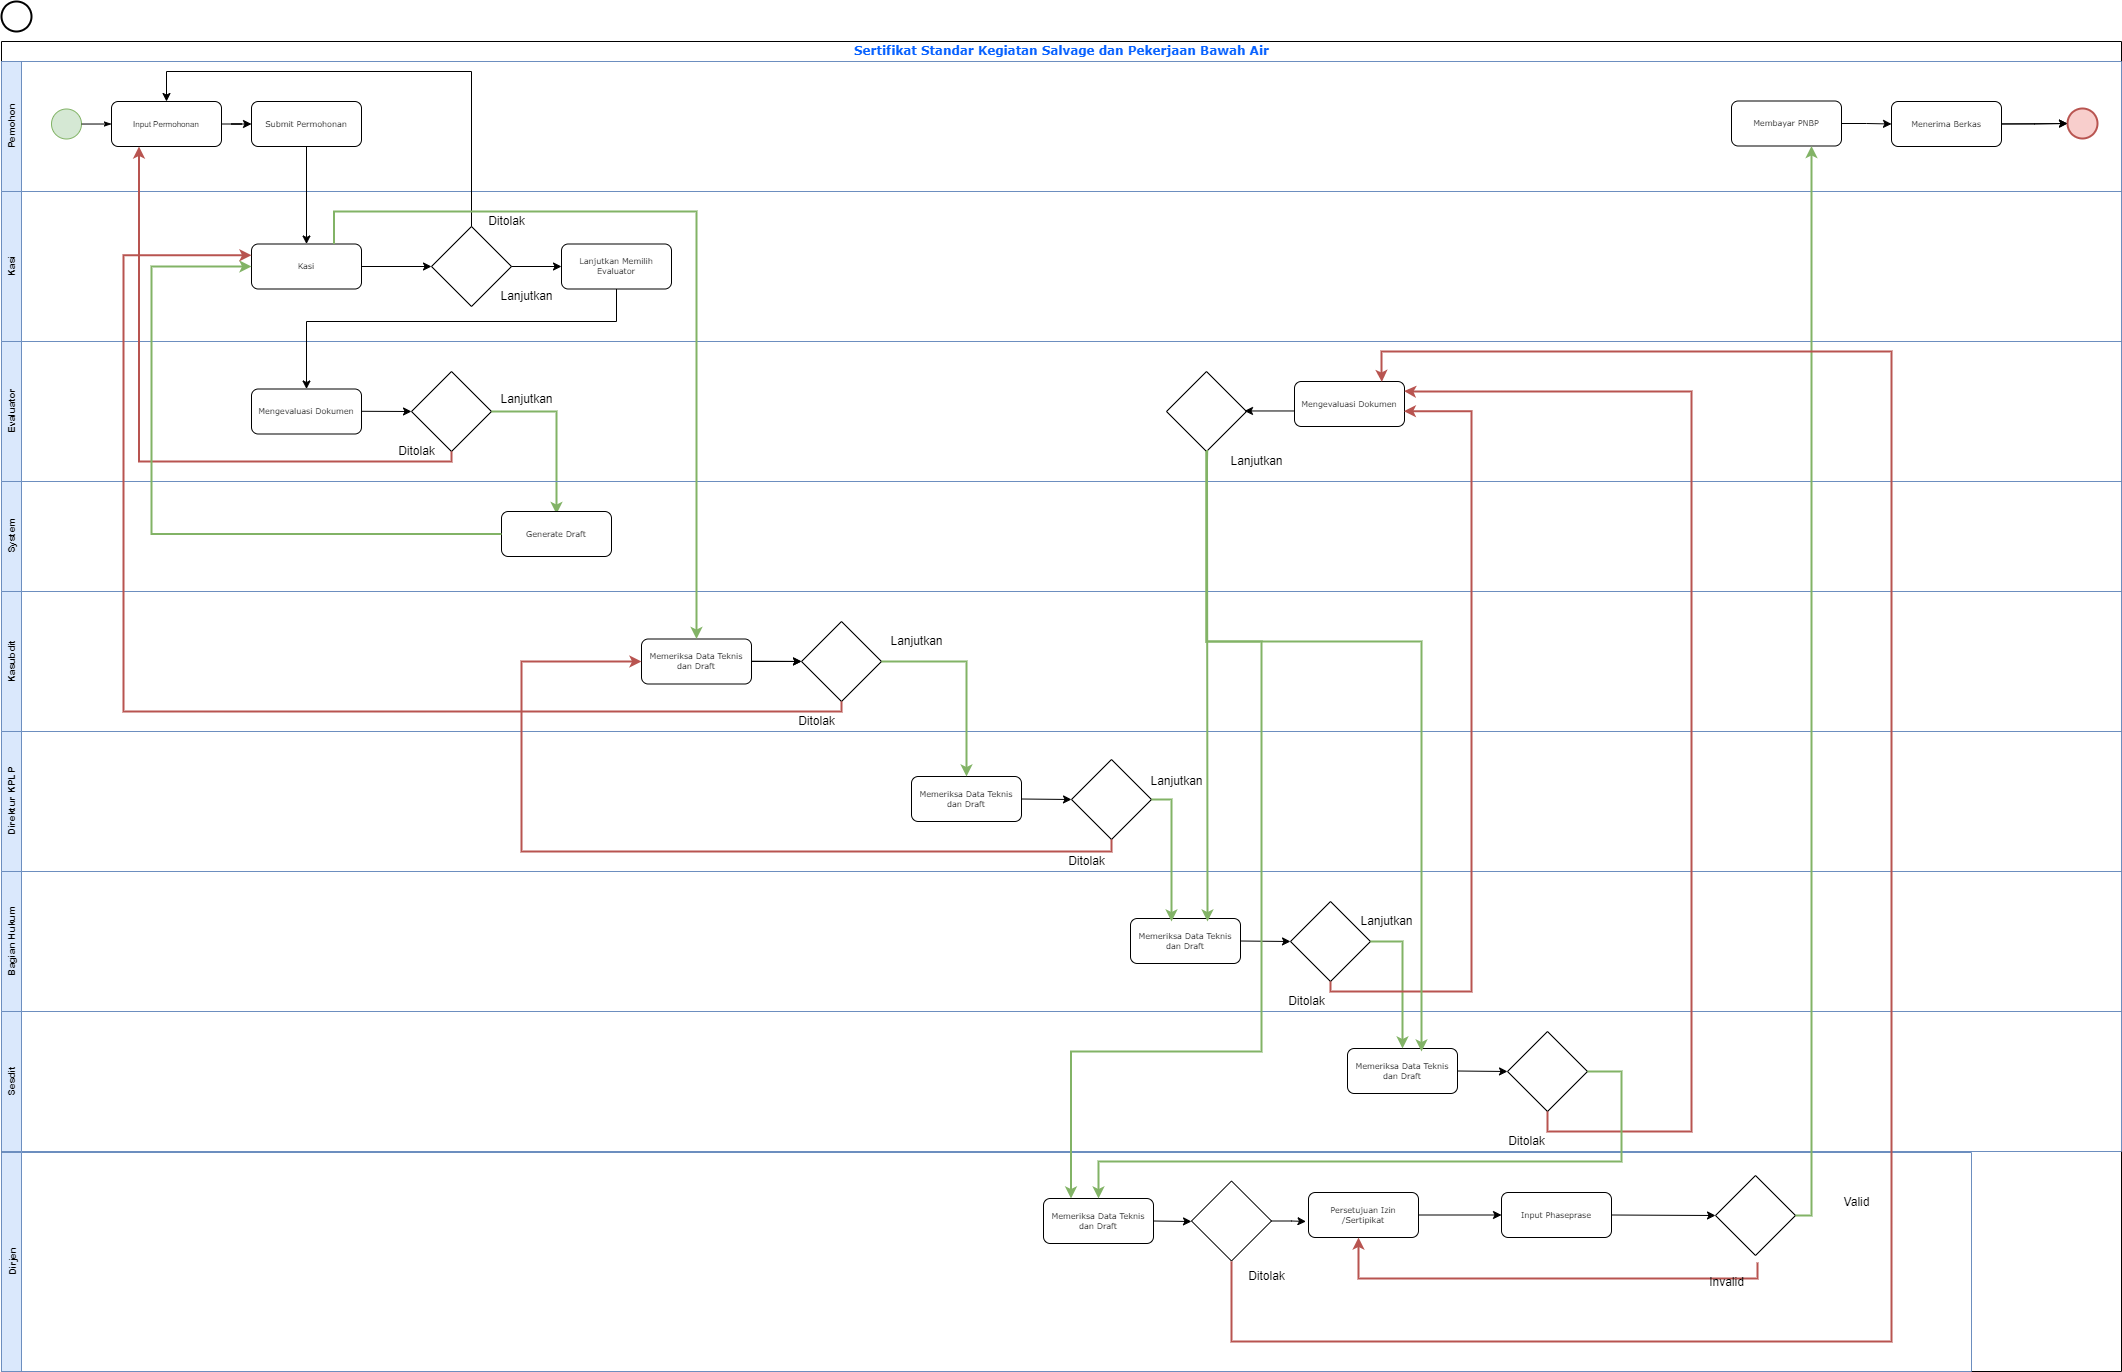 Sertifikat Standar Kegiatan Salvage dan Pekerjaan Bawah Air
Pemohon
Input Permohonan
Submit Permohonan
Membayar PNBP
Menerima Berkas
Kasi
Kasi
Ditolak
Lanjutkan
Lanjutkan Memilih
Evaluator
Evaluator
Mengevaluasi Dokumen
Lanjutkan
Ditolak
Mengevaluasi Dokumen
Lanjutkan
System
Generate Draft
Kasubdit
Memeriksa Data Teknis
dan Draft
Lanjutkan
Ditolak
Direktur KPLP
Memeriksa Data Teknis
dan Draft
Lanjutkan
Ditolak
Bagian Hukum
Memeriksa Data Teknis
dan Draft
Lanjutkan
Ditolak
Sesdit
Memeriksa Data Teknis
dan Draft
Ditolak
Dirjen
Memeriksa Data Teknis
dan Draft
Ditolak
Persetujuan Izin
/Sertipikat
Input Phaseprase
Valid
Invalid